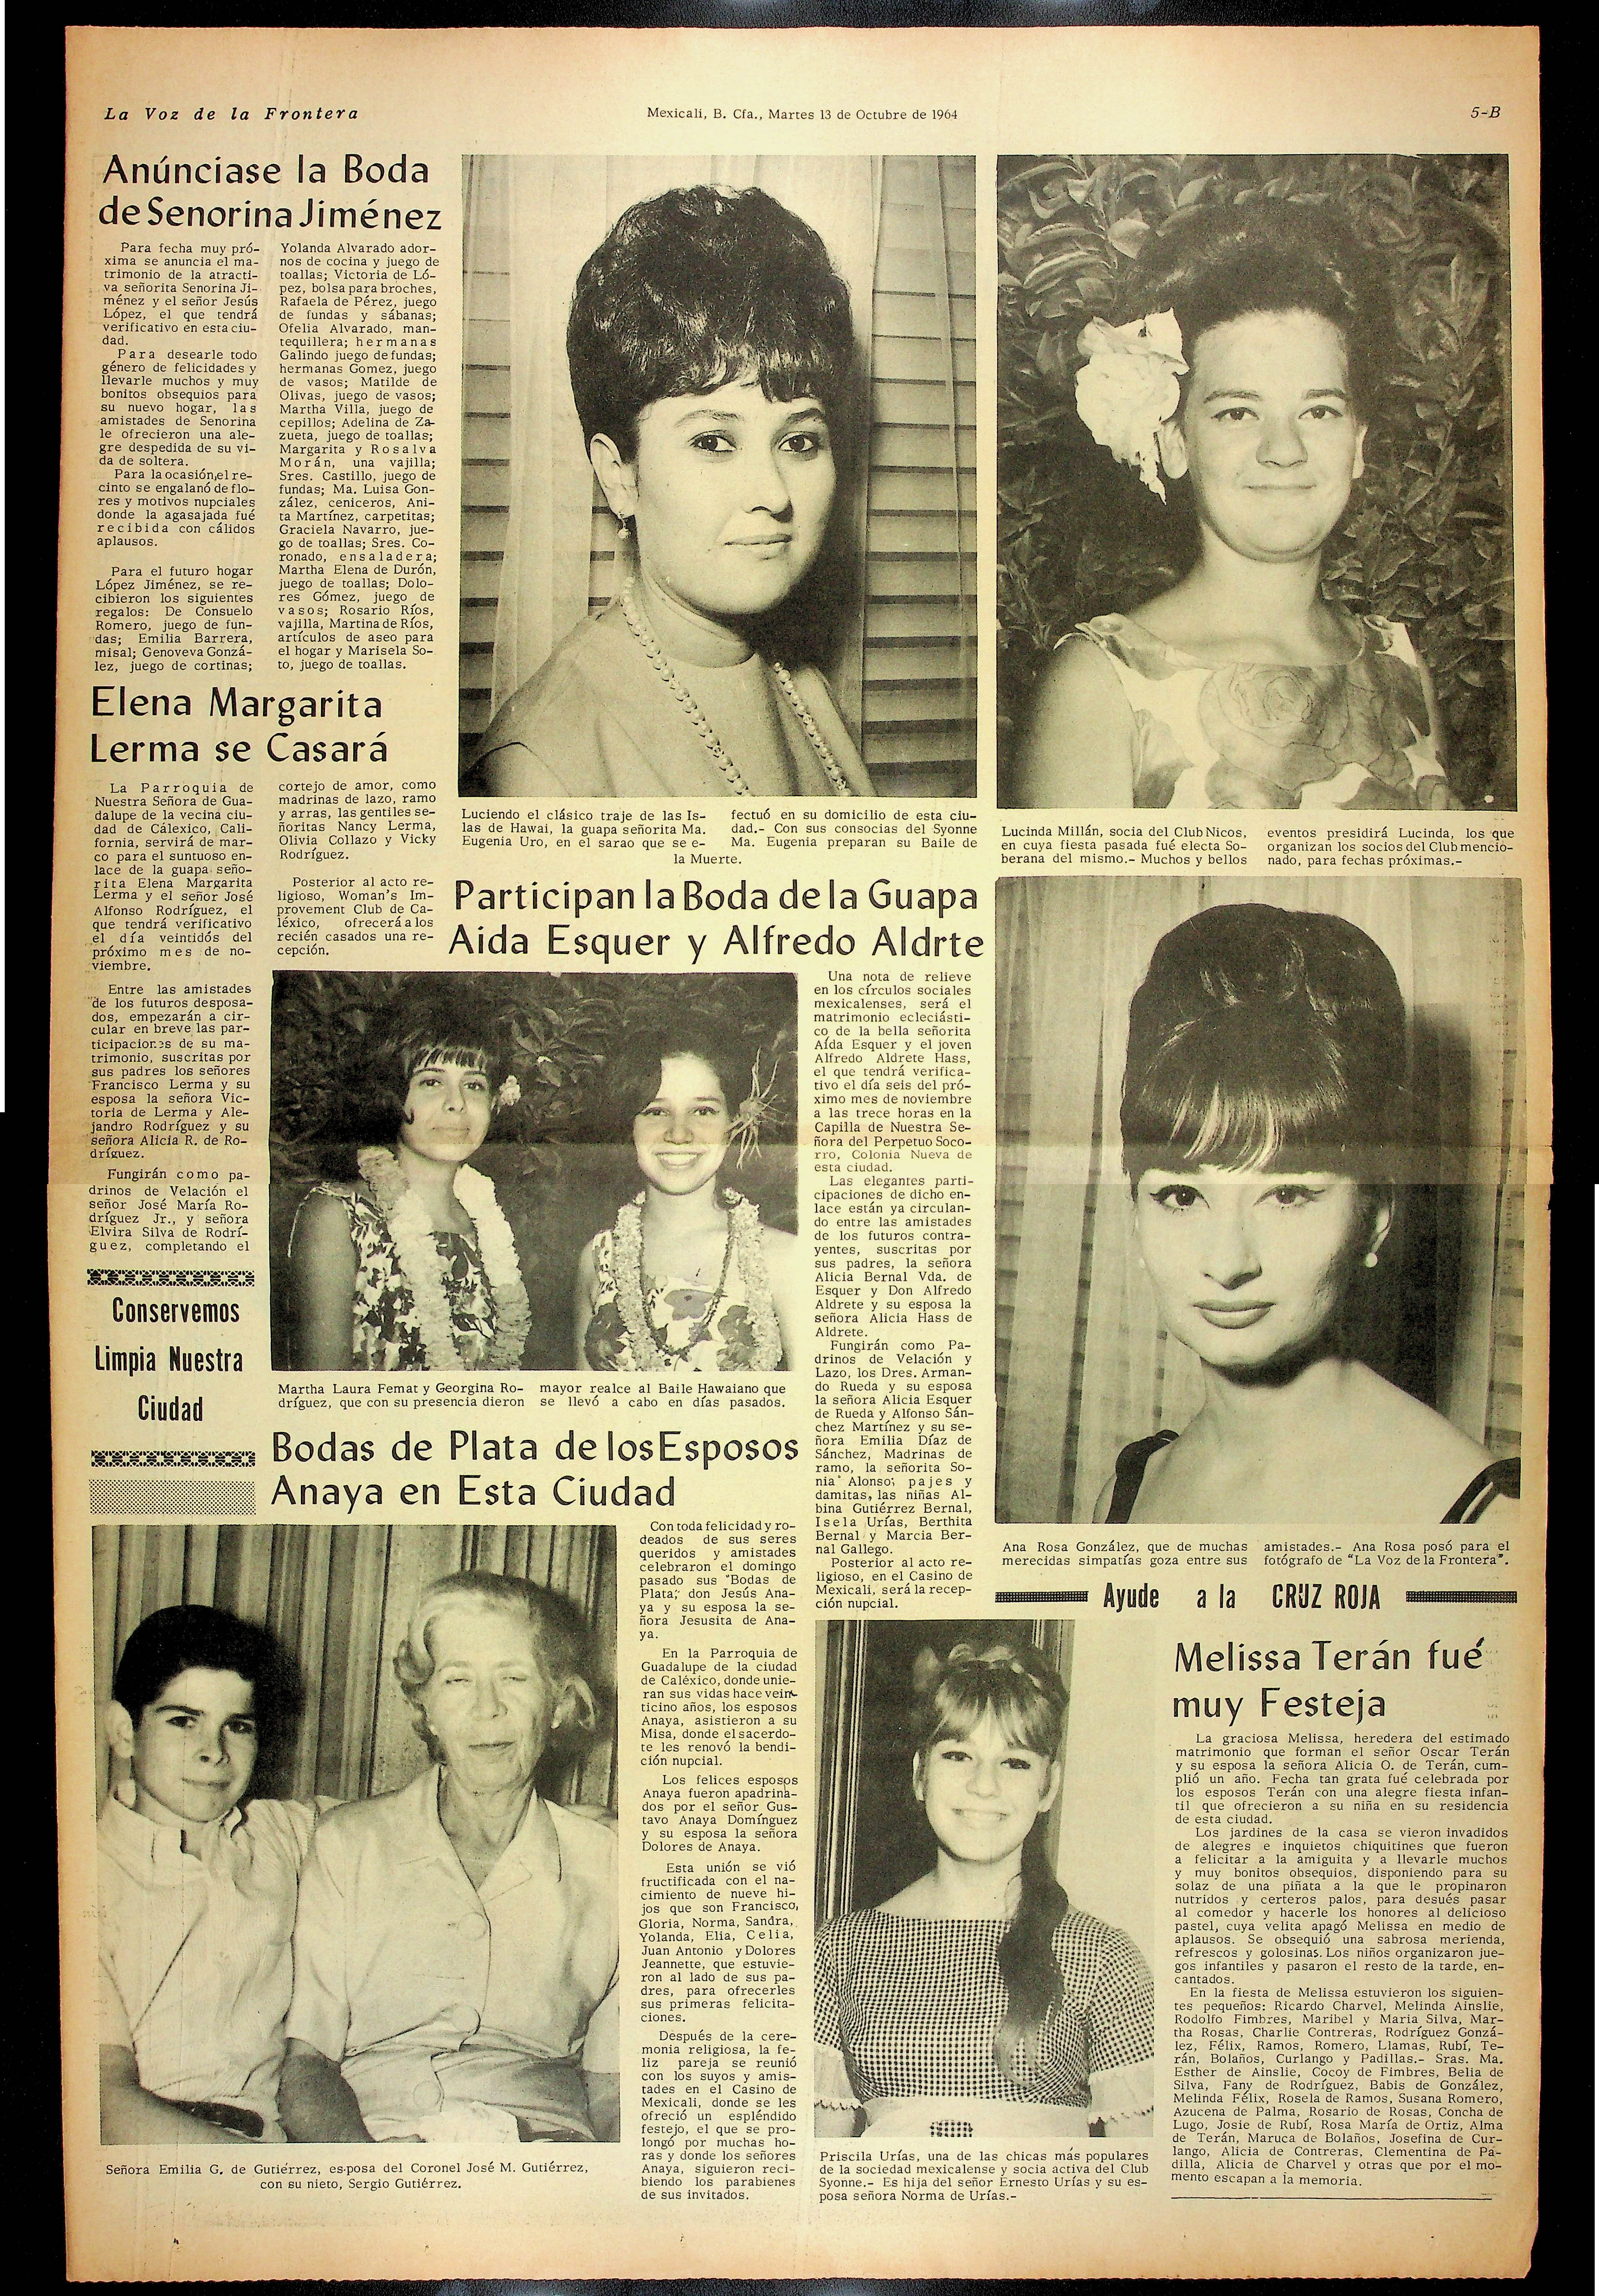 La Voz de la Frontera
Mexicali, B. Cfa., Martes 13 de Octubre de 1964
5-B
Anúnciase la Boda
de Senorina Jiménez
Para fecha muy pró-
xima se anuncia el ma-
trimonio de la atracti-
va señorita Senorina Ji-
ménez y el señor Jesús
López, el que tendrá
verificativo en esta ciu-
dad.
Para desearle todo
género de felicidades y
llevarle muchos y muy
bonitos obsequios para
su nuevo hogar, las
amistades de Senorina
le ofrecieron una ale-
gre despedida de su vi-
da de soltera.
Para la ocasión, el re-
cinto se engalanó de flo-
res y motivos nupciales
donde la agasajada fué
recibida con cálidos
aplausos.
Para el futuro hogar
López Jiménez, se re-
cibieron los siguientes
regalos: De Consuelo
Romero, juego de fun-
das; Emilia Barrera,
misal; Genoveva Gonzá-
lez, juego de cortinas;
Yolanda Alvarado ador-
nos de cocina y juego de
toallas; Victoria de Ló-
pez, bolsa para broches,
Rafaela de Pérez, juego
de fundas y sábanas;
Ofelia Alvarado, man-
tequillera; hermanas
Galindo juego de fundas;
hermanas Gomez, juego
de vasos; Matilde de
Olivas, juego de vasos;
Martha Villa, juego de
cepillos; Adelina de Za-
zueta, juego de toallas;
Margarita y Rosalva
Morán, una vajilla;
Sres. Castillo, juego de
fundas; Ma. Luisa Gon-
zález, ceniceros, Ani-
ta Martínez, carpetitas;
Graciela Navarro, jue-
go de toallas; Sres. Co-
ronado, ensaladera;
Martha Elena de Durón,
juego de toallas; Dolo-
res Gómez, juego de
vasos; Rosario Ríos,
vajilla, Martina de Ríos,
artículos de aseo para
el hogar y Marisela So-
to, juego de toallas.
Elena Margarita
Lerma se Casará
La Parroquia de
Nuestra Señora de Gua-
dalupe de la vecina ciu-
dad de Cálexico, Cali-
fornia, servirá de mar-
co para el suntuoso en-
lace de la guapa seño-
rita Elena Margarita
Lerma y el señor José
Alfonso Rodríguez, el
que tendrá verificativo
el día veintidós del
próximo mes de no-
viembre.
Entre las amistades
de los futuros desposa-
dos, empezarán a cir-
cular en breve las par-
ticipaciones de su ma-
trimonio, suscritas por
sus padres los señores
Francisco Lerma y su
esposa la señora Vic-
toria de Lerma y Ale-
jandro Rodríguez y su
señora Alicia R. de Ro-
dríguez.
Fungirán como pa-
drinos de Velación el
señor José María Ro-
dríguez Jr., y señora
Elvira Silva de Rodrí-
guez, completando el
cortejo de amor, como
madrinas de lazo, ramo
y arras, las gentiles se-
ñoritas Nancy Lerma,
Olivia Collazo y Vicky
Rodríguez.
Posterior al acto re-
ligioso, Woman's Im-
provement Club de Ca-
léxico, ofrecerá a los
recién casados una re-
cepción.
Conservemos
Limpia Nuestra
Ciudad
Luciendo el clásico traje de las Is-
las de Hawai, la guapa señorita Ma.
Eugenia Uro, en el sarao que se e-
fectuó en su domicilio de esta ciu-
dad.- Con sus consocias del Syonne
Ma. Eugenia preparan su Baile de
la Muerte.
Lucinda Millán, socia del Club Nicos,
en cuya fiesta pasada fué electa So-
berana del mismo.- Muchos y bellos
eventos presidirá Lucinda, los que
organizan los socios del Club mencio-
nado, para fechas próximas.-
Participan la Boda de la Guapa
Aida Esquer y Alfredo Aldrte
Una nota de relieve
en los círculos sociales
mexicalenses, será el
matrimonio ecleciásti-
co de la bella señorita
Aída Esquer y el joven
Alfredo Aldrete Hass,
el que tendrá verifica-
tivo el día seis del pró-
ximo mes de noviembre
a las trece horas en la
Capilla de Nuestra Se-
ñora del Perpetuo Soco-
rro, Colonia Nueva de
esta ciudad.
Las elegantes parti-
cipaciones de dicho en-
lace están ya circulan-
do entre las amistades
de los futuros contra-
yentes, suscritas por
sus padres, la señora
Alicia Bernal Vda. de
Esquer y Don Alfredo
Aldrete y su esposa la
señora Alicia Hass de
Aldrete.
Fungirán como Pa-
drinos de Velación y
Lazo, los Dres. Arman-
do Rueda y su esposa
la señora Alicia Esquer
de Rueda y Alfonso Sán-
chez Martínez y su se-
ñora Emilia Díaz de
Sánchez, Madrinas de
ramo, la señorita So-
nia Alonso; pajes y
damitas, las niñas Al-
bina Gutiérrez Bernal,
Isela Urías, Berthita
Bernal y Marcia Ber-
nal Gallego.
Posterior al acto re-
ligioso, en el Casino de
Mexicali, será la recep-
ción nupcial.
Martha Laura Femat y Georgina Ro-
dríguez, que con su presencia dieron
mayor realce al Baile Hawaiano que
se llevó a cabo en días pasados.
Bodas de Plata de los Esposos
Anaya en Esta Ciudad
Con toda felicidad y ro-
deados de sus seres
queridos y amistades
celebraron el domingo
pasado sus "Bodas de
Plata," don Jesús Ana-
ya y su esposa la se-
ñora Jesusita de Ana-
ya.
En la Parroquia de
Guadalupe de la ciudad
de Caléxico, donde unie-
ran sus vidas hace vein-
ticino años, los esposos
Anaya, asistieron a su
Misa, donde el sacerdo-
te les renovó la bendi-
ción nupcial.
Los felices esposos
Anaya fueron apadrina-
dos por el señor Gus-
tavo Anaya Domínguez
y su esposa la señora
Dolores de Anaya.
Esta unión se vió
fructificada con el na-
cimiento de nueve hi-
jos que son Francisco,
Gloria, Norma, Sandra,
Yolanda, Elia, Celia,
Juan Antonio y Dolores
Jeannette, que estuvie-
ron al lado de sus pa-
dres, para ofrecerles
sus primeras felicita-
ciones.
Después de la cere-
monia religiosa, la fe-
liz pareja se reunió
con los suyos y amis-
tades en el Casino de
Mexicali, donde se les
ofreció un espléndido
festejo, el que se pro-
longó por muchas ho-
ras y donde los señores
Anaya, siguieron reci-
biendo los parabienes
de sus invitados.
Señora Emilia G. de Gutiérrez, esposa del Coronel José M. Gutiérrez,
con su nieto, Sergio Gutiérrez.
Ana Rosa González, que de muchas
merecidas simpatías goza entre sus
amistades.- Ana Rosa posó para el
fotógrafo de "La Voz de la Frontera".
Ayude a la CRUZ ROJA
Priscila Urías, una de las chicas más populares
de la sociedad mexicalense y socia activa del Club
Syonne.- Es hija del señor Ernesto Urías y su es-
posa señora Norma de Urías.-
Melissa Terán fué
muy Festeja
La graciosa Melissa, heredera del estimado
matrimonio que forman el señor Oscar Terán
y su esposa la señora Alicia O. de Terán, cum-
plió un año. Fecha tan grata fué celebrada por
los esposos Terán con una alegre fiesta infan-
til que ofrecieron a su niña en su residencia
de esta ciudad.
Los jardines de la casa se vieron invadidos
de alegres e inquietos chiquitines que fueron
a felicitar a la amiguita y a llevarle muchos
y muy bonitos obsequios, disponiendo para su
solaz de una piñata a la que le propinaron
nutridos y certeros palos, para desués pasar
al comedor y hacerle los honores al delicioso
pastel, cuya velita apagó Melissa en medio de
aplausos. Se obsequió una sabrosa merienda,
refrescos y golosinas. Los niños organizaron jue-
gos infantiles y pasaron el resto de la tarde, en-
cantados.
En la fiesta de Melissa estuvieron los siguien-
tes pequeños: Ricardo Charvel, Melinda Ainslie,
Rodolfo Fimbres, Maribel y Maria Silva, Mar-
tha Rosas, Charlie Contreras, Rodríguez Gonzá-
lez, Félix, Ramos, Romero, Llamas, Rubí, Te-
rán, Bolaños, Curlango y Padillas.- Sras. Ma.
Esther de Ainslie, Cocoy de Fimbres, Belia de
Silva, Fany de Rodríguez, Babis de González,
Melinda Félix, Rosela de Ramos, Susana Romero,
Azucena de Palma, Rosario de Rosas, Concha de
Lugo, Josie de Rubí, Rosa María de Ortiz, Alma
de Terán, Maruca de Bolaños, Josefina de Cur-
lango, Alicia de Contreras, Clementina de Pa-
dilla, Alicia de Charvel y otras que por el mo-
mento escapan a la memoria.